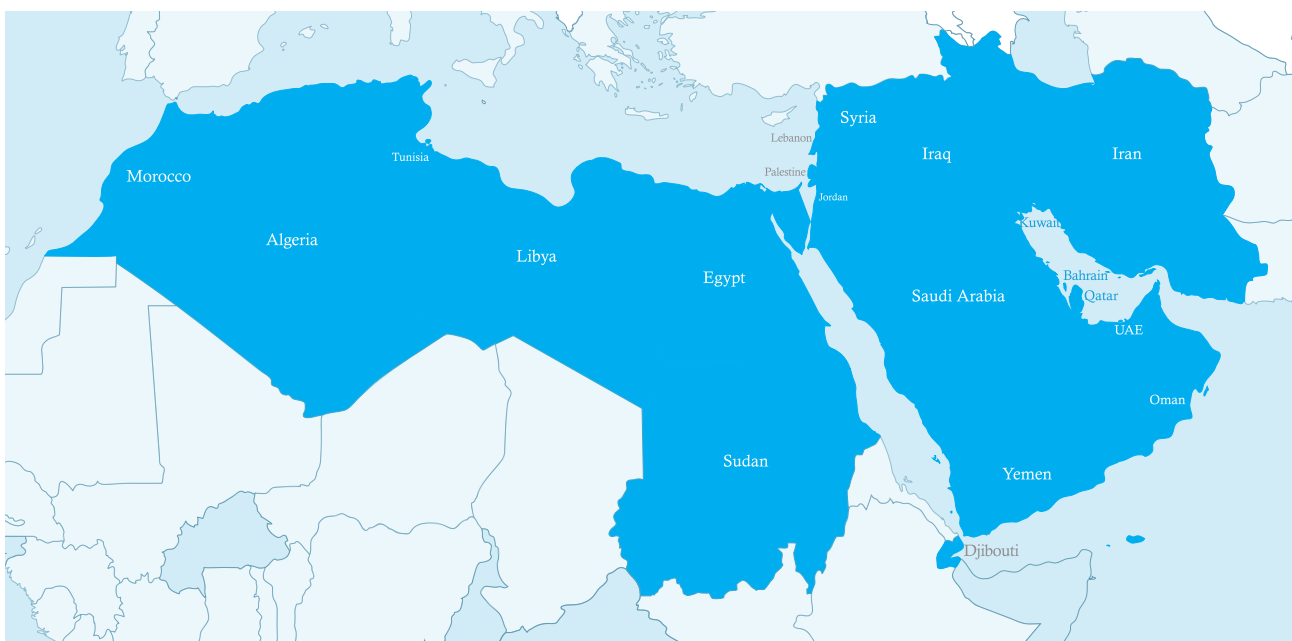 Syria
Lebanon
Iraq
Iran
Tunisia
Palestine
Morocco
Jordan
Kuwait
Algeria
Libya
Egypt
Bahrain
Saudi Arabia
Qatar
UAE
Oman
Sudan
Yemen
Djibouti